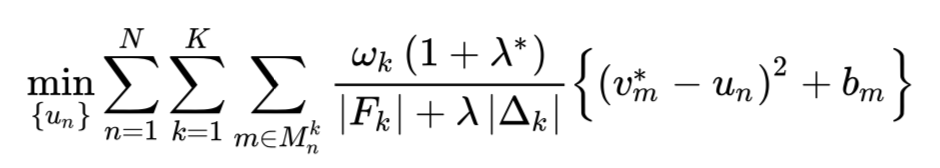 \min_{\{u_n\}} \sum_{n=1}^{N} \sum_{k=1}^{K} \sum_{m \in M_n^k} \frac{\omega_k (1 + \lambda^*)}{|F_k| + \lambda |\Delta_k|} \left\{ (v_m^* - u_n)^2 + b_m \right\}